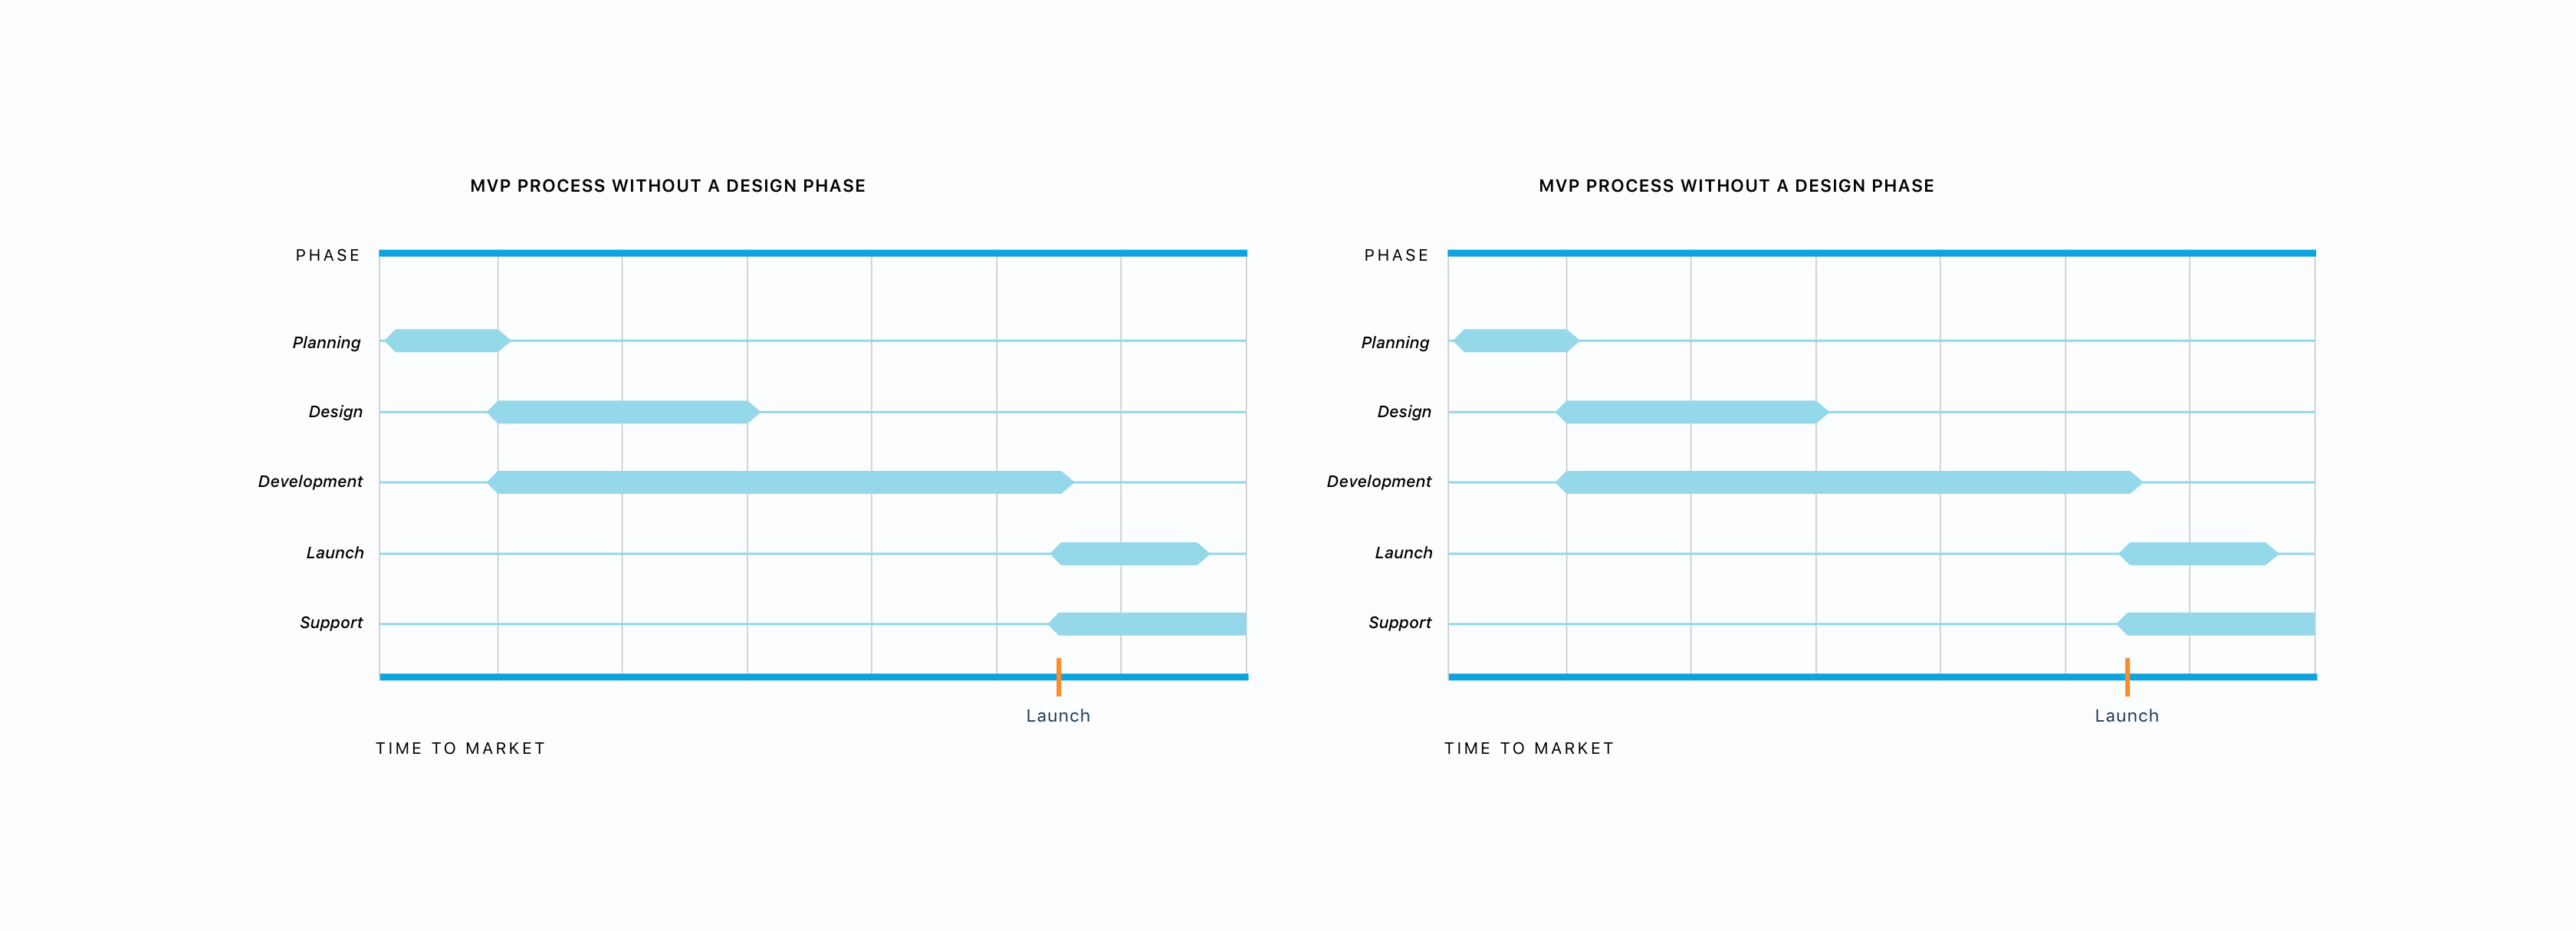 MVP PROCESS WITHOUT A DESIGN PHASE
PHASE
Planning
Design
Development
Launch
Support
Launch
TIME TO MARKET
MVP PROCESS WITHOUT A DESIGN PHASE
PHASE
Planning
Design
Development
Launch
Support
Launch
TIME TO MARKET